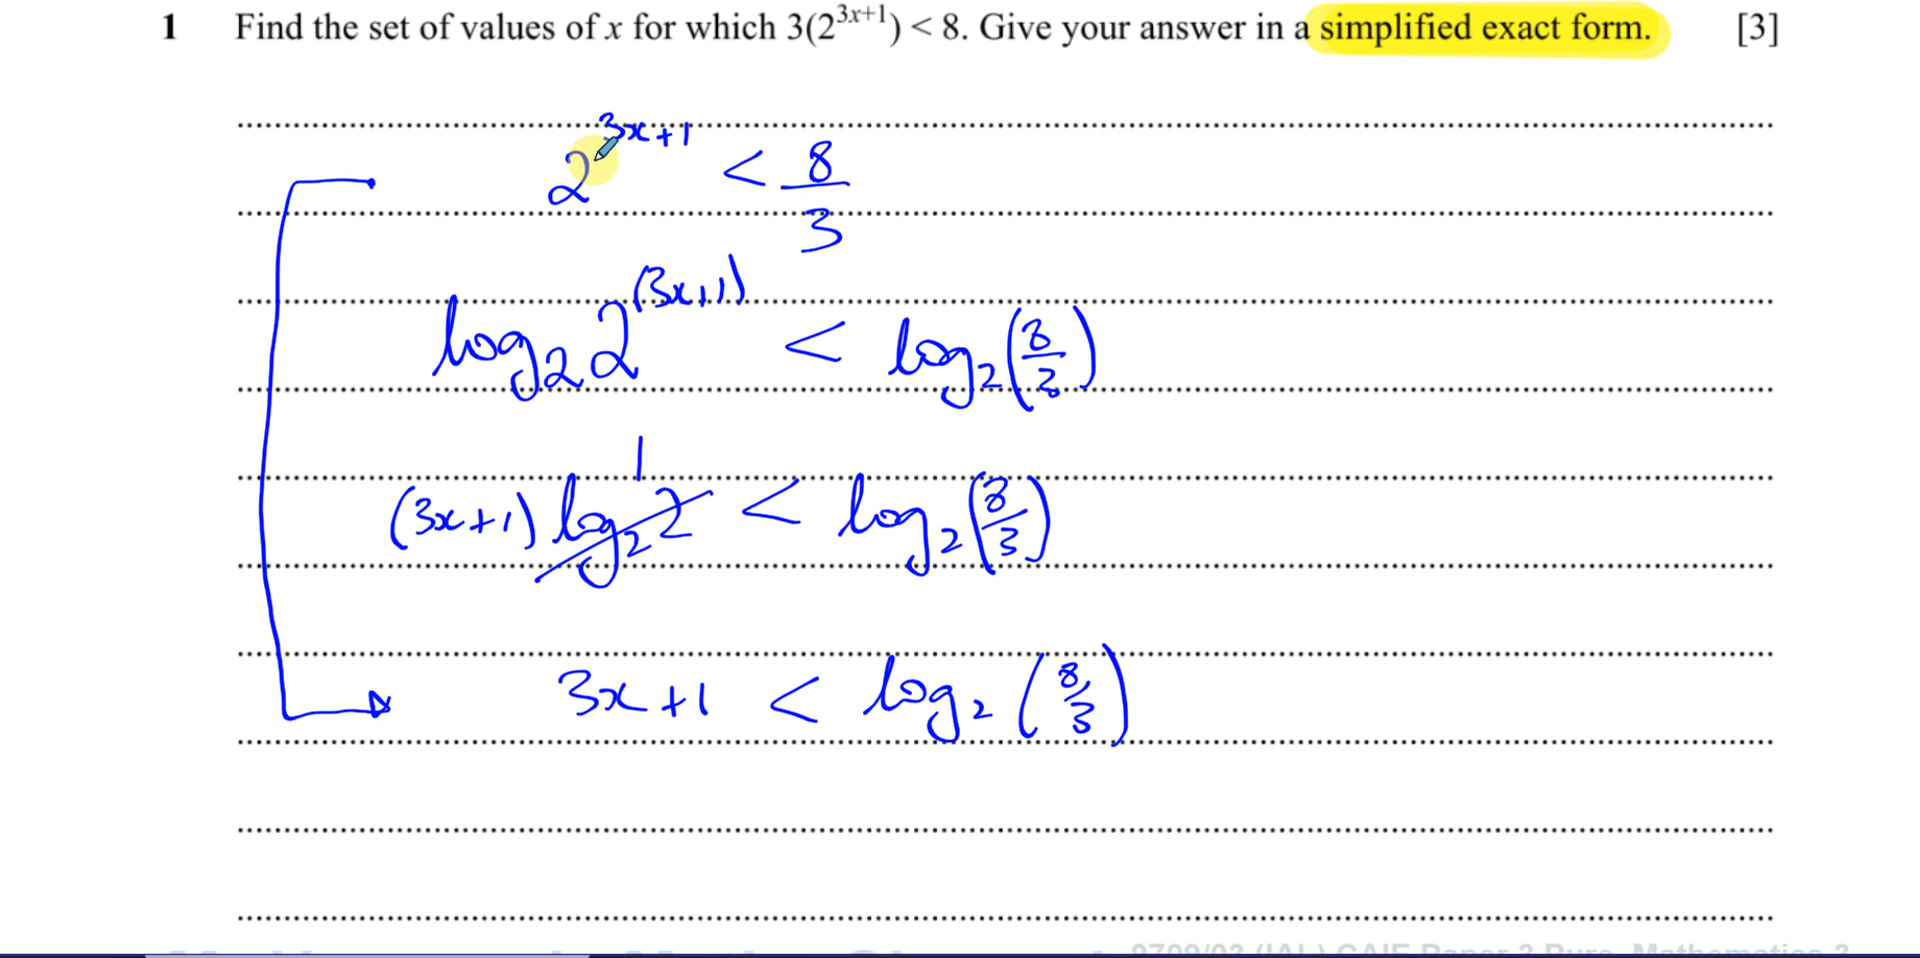 1 Find the set of values of x for which 3(2^{3x+1}) < 8. Give your answer in a simplified exact form. [3]
2^{3x+1} < 8/3
log₂2^{(3x+1)} < log₂(8/3)
(3x+1) log₂2 1 < log₂(8/3)
3x+1 < log₂(8/3)